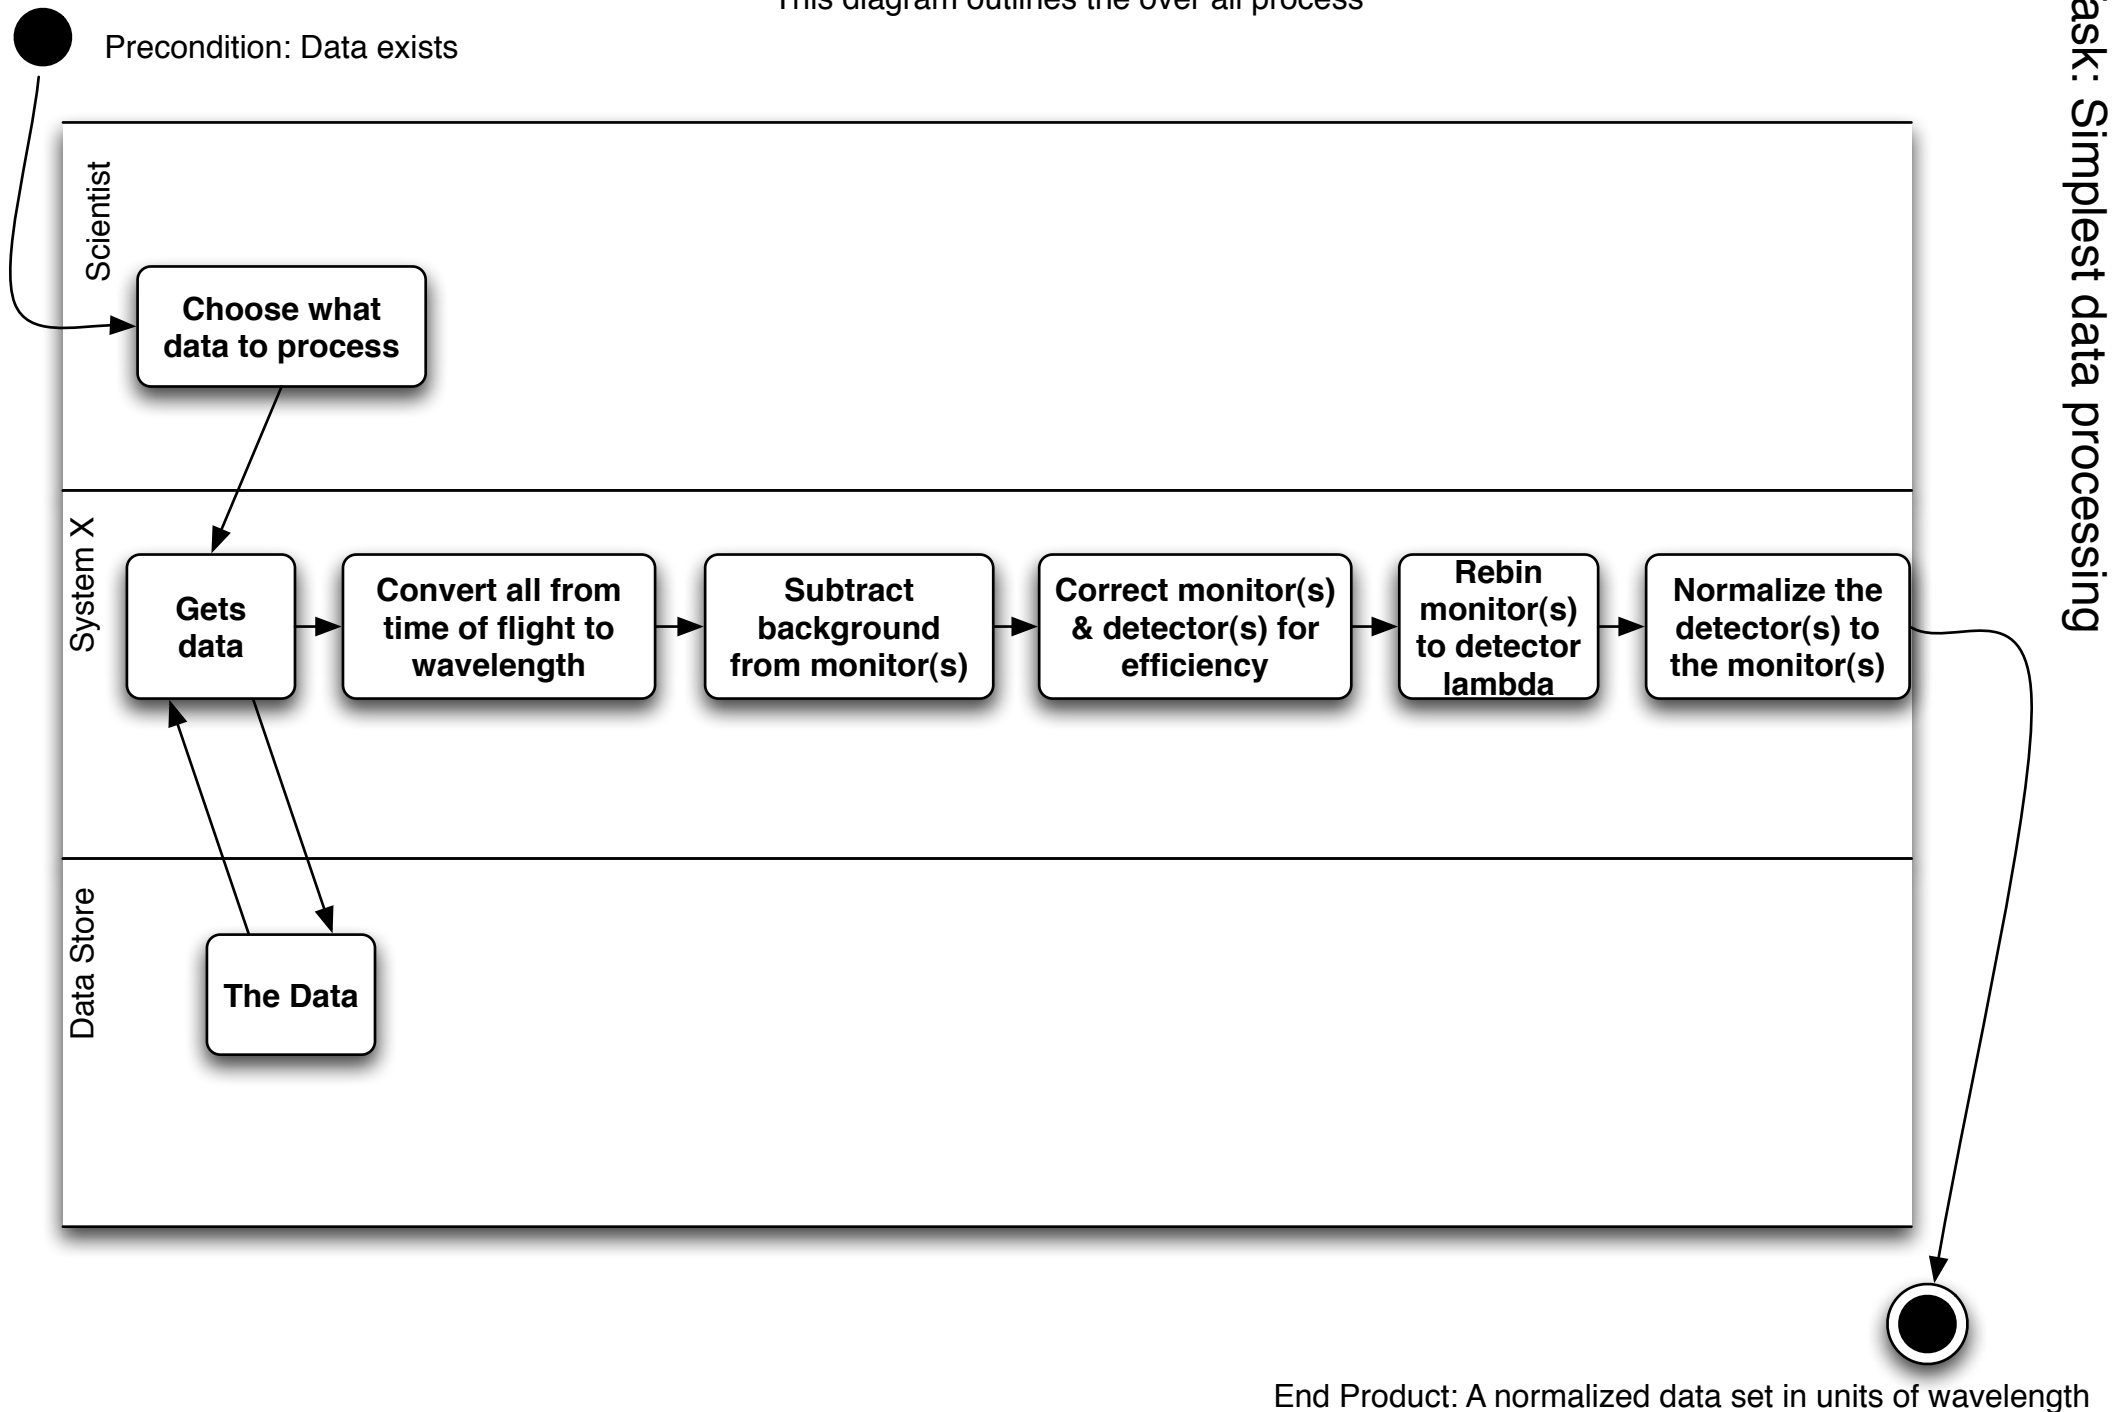 This diagram outlines the over all process
Precondition: Data exists
ask: Simplest data processing
Scientist
Choose what
data to process
System X
Gets
data
Convert all from
time of flight to
wavelength
Subtract
background
from monitor(s)
Correct monitor(s)
& detector(s) for
efficiency
Rebin
monitor(s)
to detector
lambda
Normalize the
detector(s) to
the monitor(s)
Data Store
The Data
End Product: A normalized data set in units of wavelength